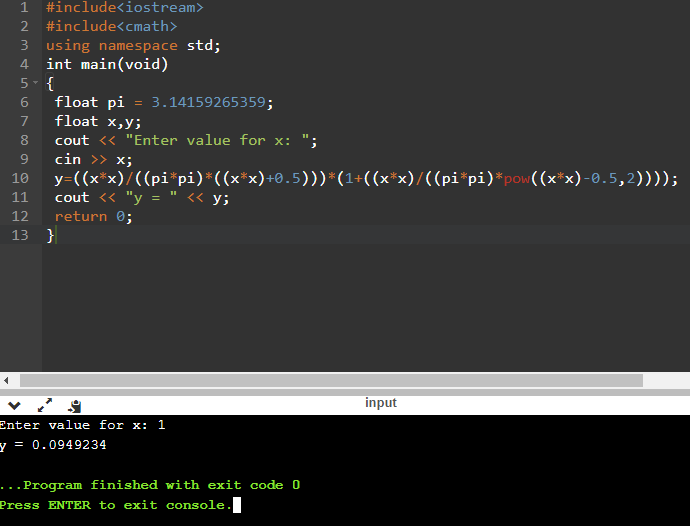 1 #include<iostream>
2 #include<cmath>
3 using namespace std;
4 int main(void)
5 {
6 float pi = 3.14159265359;
7 float x,y;
8 cout << "Enter value for x: ";
9 cin >> x;
10 y=((x*x)/((pi*pi)*((x*x)+0.5)))*(1+((x*x)/((pi*pi)*pow((x*x)-0.5,2))));
11 cout << "y = " << y;
12 return 0;
13 }
input
Enter value for x: 1
y = 0.0949234
...Program finished with exit code 0
Press ENTER to exit console.